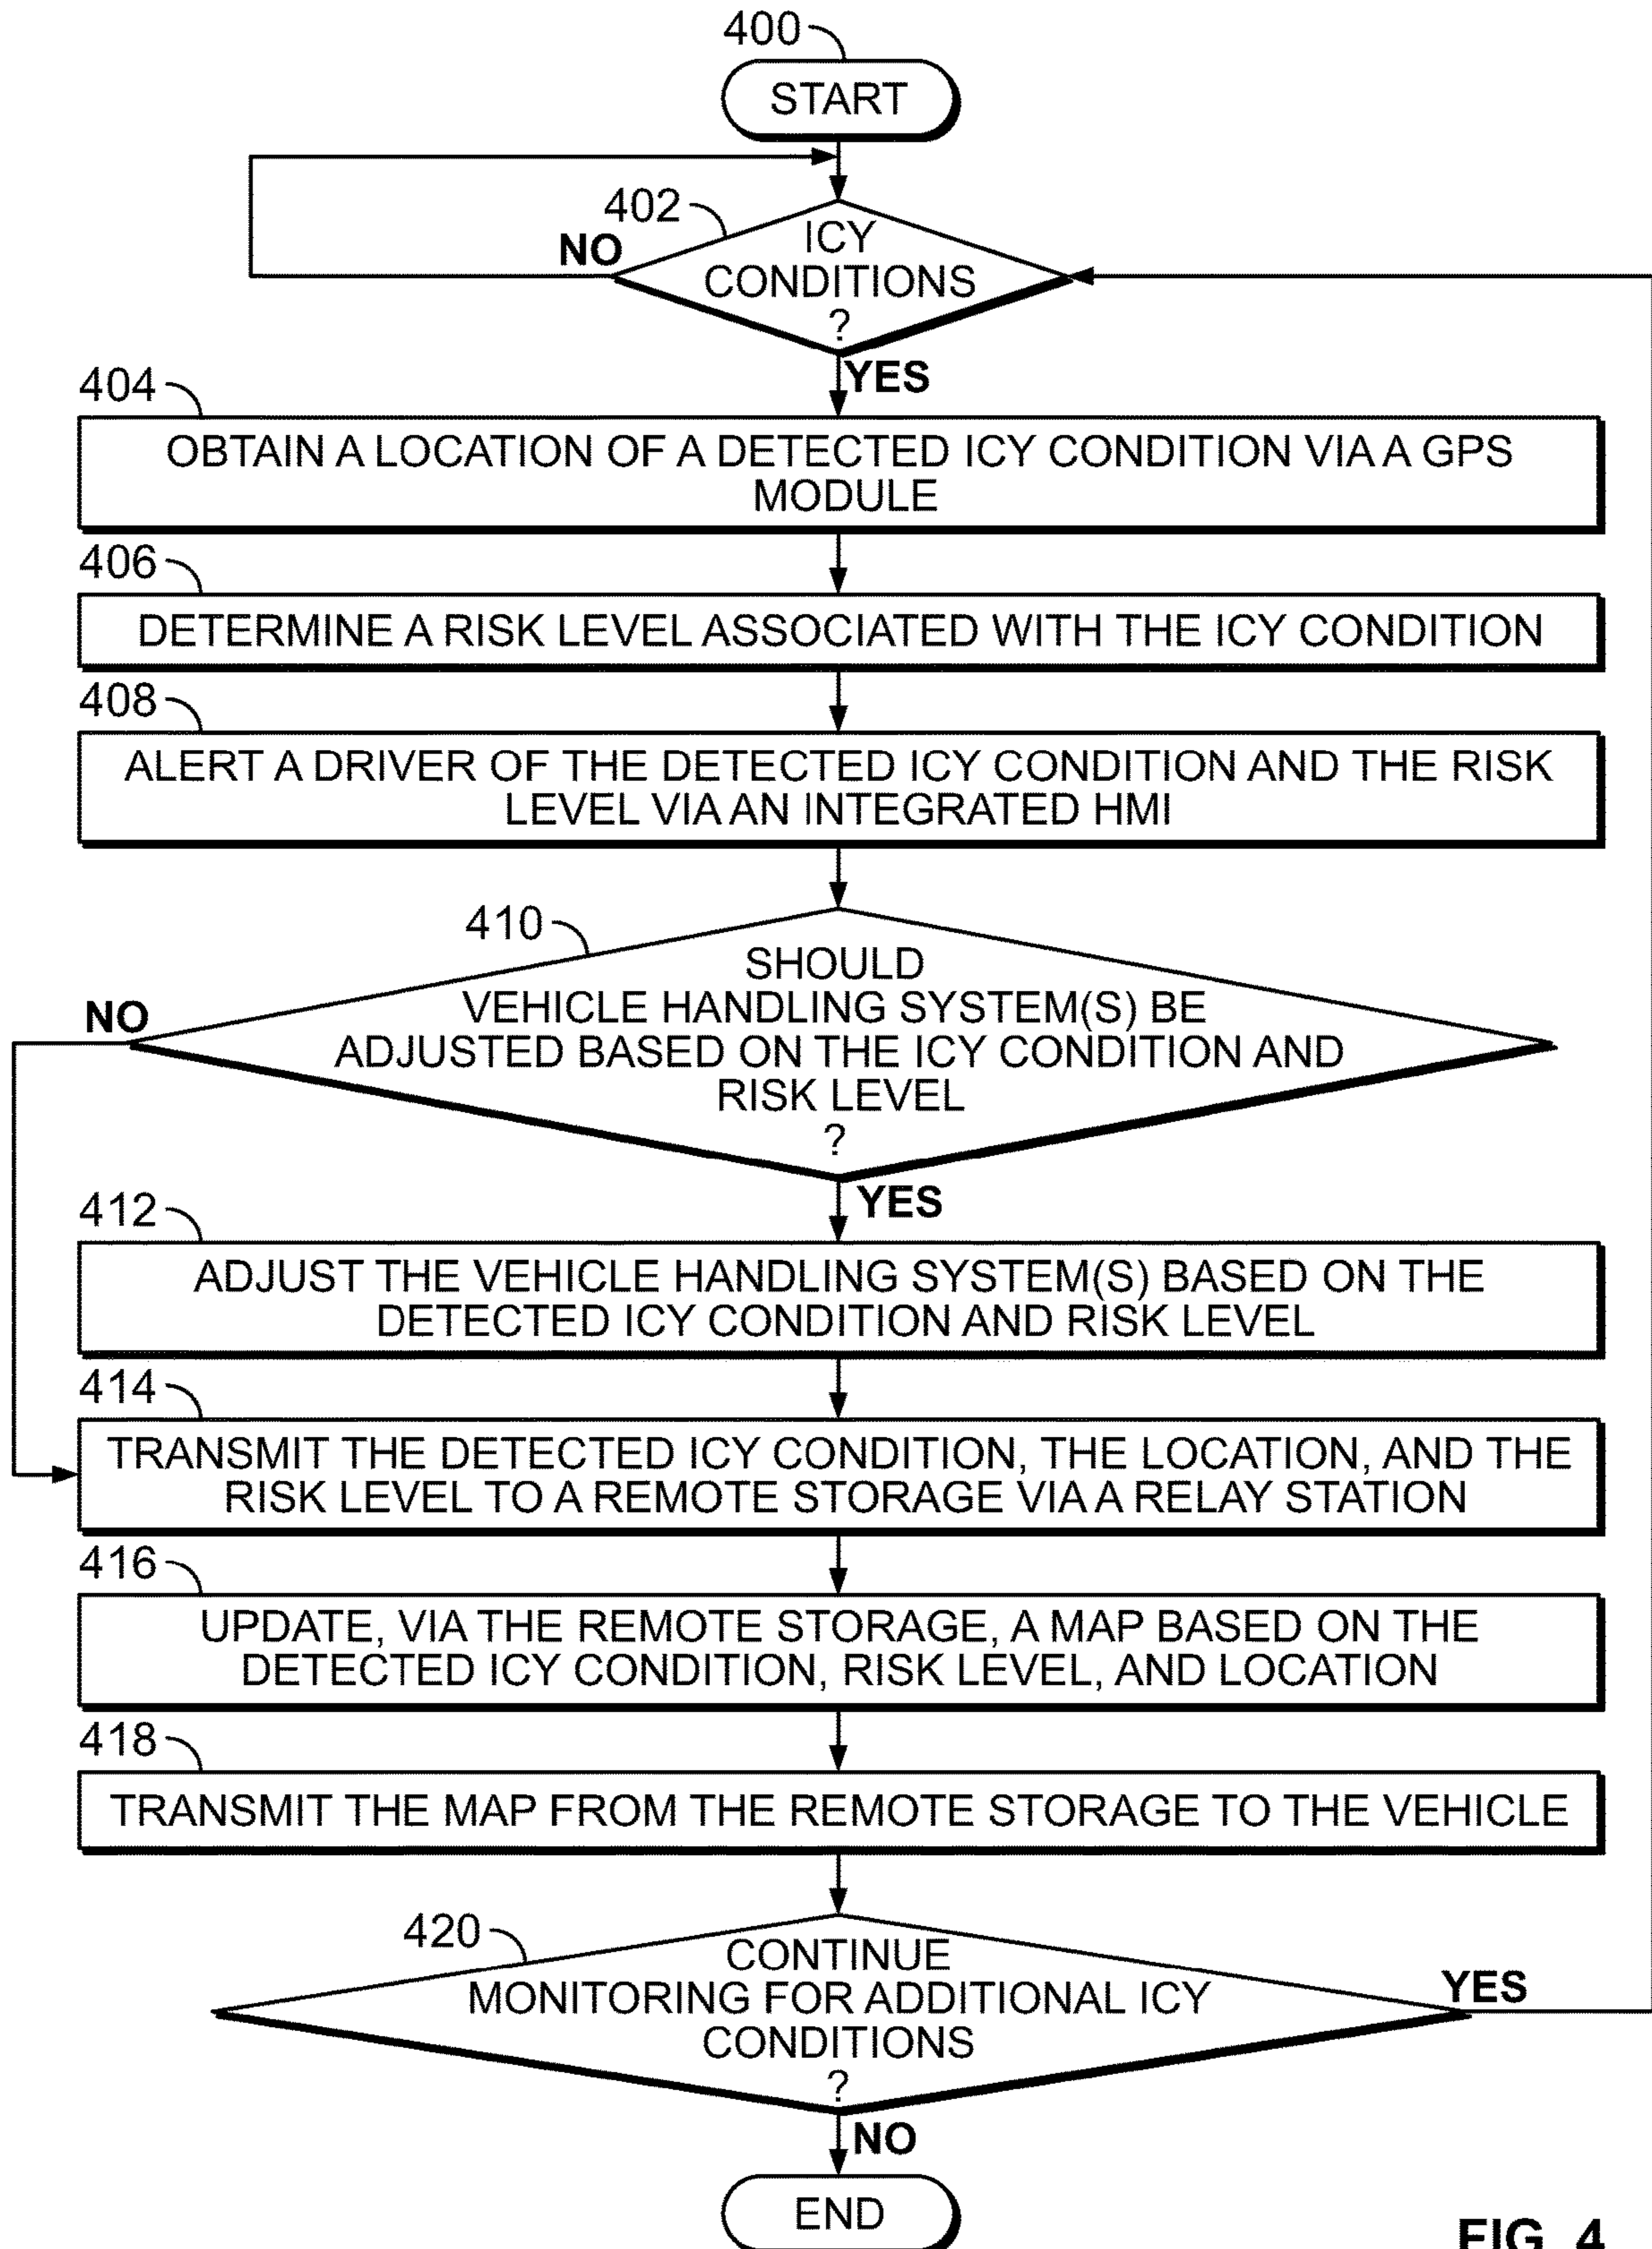 400
START
402
NO
ICY
CONDITIONS
?
YES
404
OBTAIN A LOCATION OF A DETECTED ICY CONDITION VIA A GPS
MODULE
406
DETERMINE A RISK LEVEL ASSOCIATED WITH THE ICY CONDITION
408
ALERT A DRIVER OF THE DETECTED ICY CONDITION AND THE RISK
LEVEL VIA AN INTEGRATED HMI
410
NO
SHOULD
VEHICLE HANDLING SYSTEM(S) BE
ADJUSTED BASED ON THE ICY CONDITION AND
RISK LEVEL
?
YES
412
ADJUST THE VEHICLE HANDLING SYSTEM(S) BASED ON THE
DETECTED ICY CONDITION AND RISK LEVEL
414
TRANSMIT THE DETECTED ICY CONDITION, THE LOCATION, AND THE
RISK LEVEL TO A REMOTE STORAGE VIA A RELAY STATION
416
UPDATE, VIA THE REMOTE STORAGE, A MAP BASED ON THE
DETECTED ICY CONDITION, RISK LEVEL, AND LOCATION
418
TRANSMIT THE MAP FROM THE REMOTE STORAGE TO THE VEHICLE
420
CONTINUE
MONITORING FOR ADDITIONAL ICY
CONDITIONS
?
YES
NO
END
FIG. 4